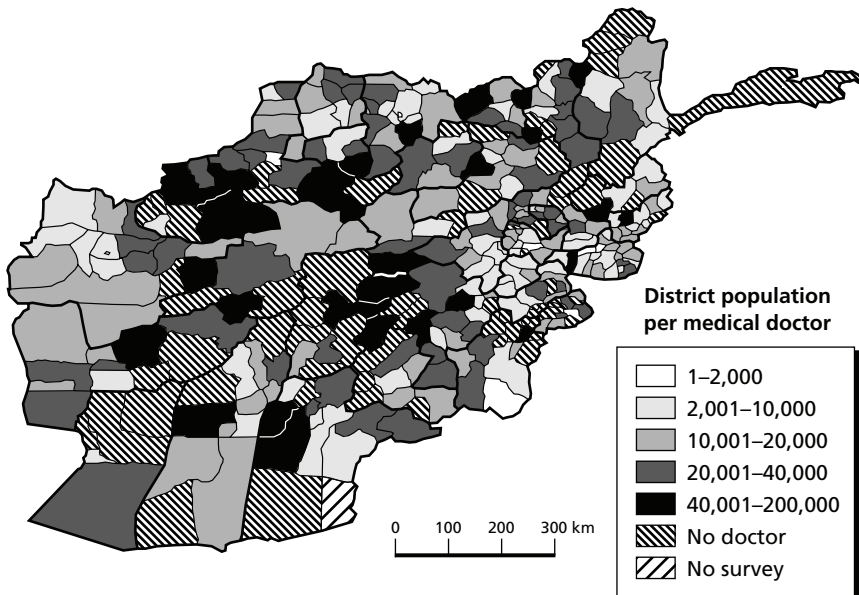 District population
per medical doctor
1–2,000
2,001–10,000
10,001–20,000
20,001–40,000
40,001–200,000
No doctor
No survey
0 100 200 300 km